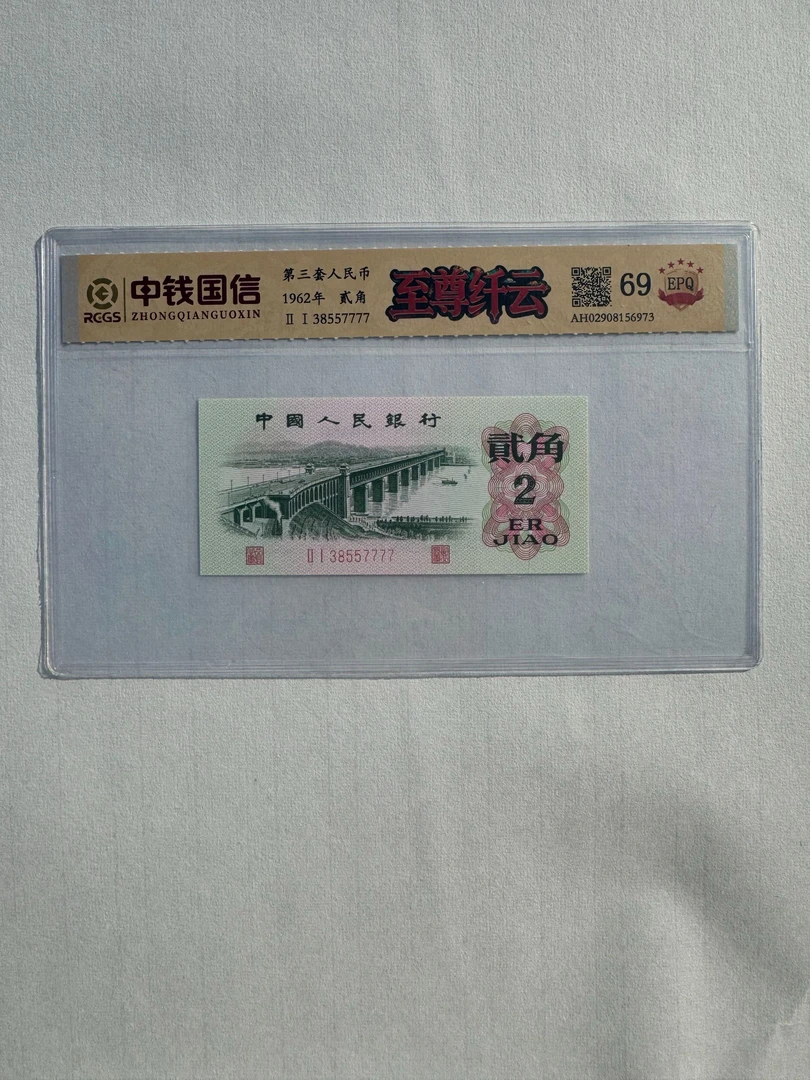 RCGS
中钱国信
ZHONGQIANGUOXIN
第三套人民币
1962年 贰角
Ⅱ Ⅰ 38557777
至尊纤云
69
EPQ
AH02908156973
中國人民銀行
貳角
2
ER
JIAO
Ⅱ Ⅰ 38557777